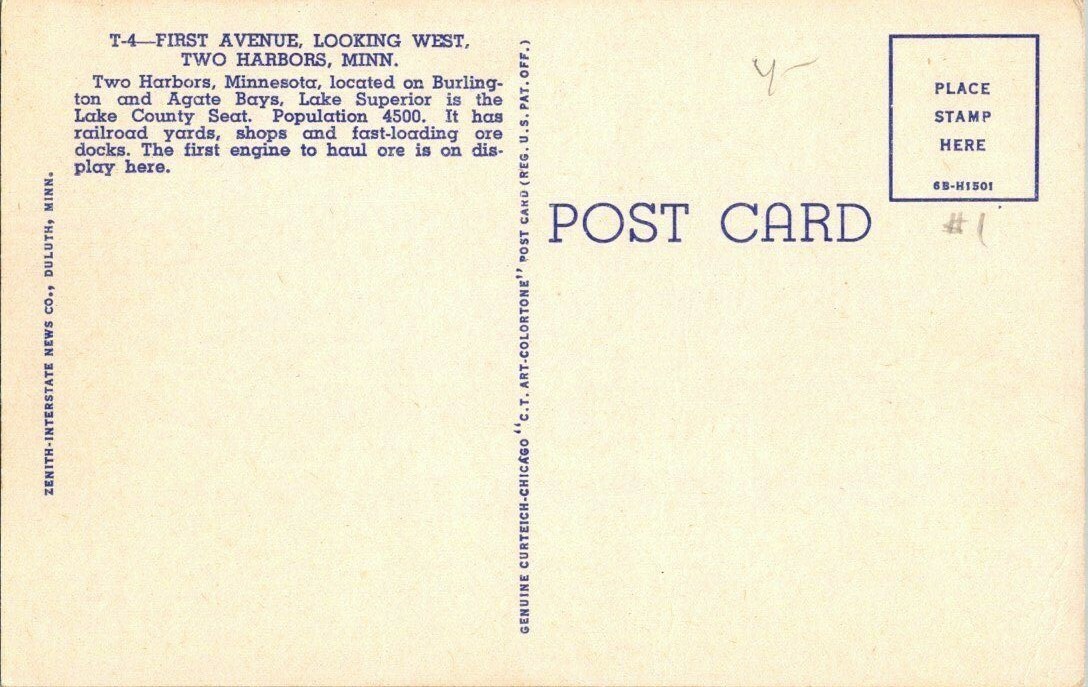 T-4—FIRST AVENUE, LOOKING WEST,
TWO HARBORS, MINN.
Two Harbors, Minnesota, located on Burling-
ton and Agate Bays, Lake Superior is the
Lake County Seat. Population 4500. It has
railroad yards, shops and fast-loading ore
docks. The first engine to haul ore is on dis-
play here.
ZENITH-INTERSTATE NEWS CO., DULUTH, MINN.
GENUINE CURTEICH-CHICAGO "C.T. ART-COLORTONE" POST CARD (REG. U.S. PAT. OFF.)
POST CARD
PLACE
STAMP
HERE
6B-H1501
#1